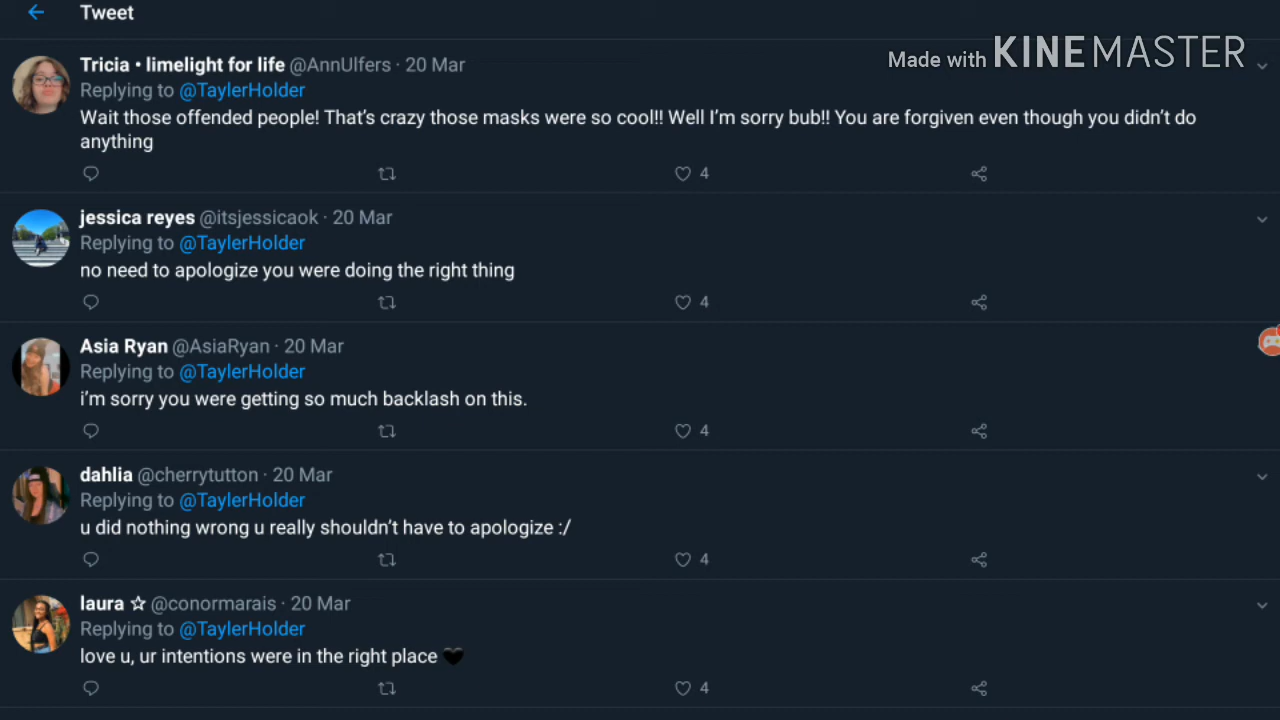 Tweet
Made with KINEMASTER
Tricia • limelight for life @AnnUlfers · 20 Mar
Replying to @TaylerHolder
Wait those offended people! That's crazy those masks were so cool!! Well I'm sorry bub!! You are forgiven even though you didn't do
anything
4
jessica reyes @itsjessicaok · 20 Mar
Replying to @TaylerHolder
no need to apologize you were doing the right thing
4
Asia Ryan @AsiaRyan · 20 Mar
Replying to @TaylerHolder
i'm sorry you were getting so much backlash on this.
4
dahlia @cherrytutton · 20 Mar
Replying to @TaylerHolder
u did nothing wrong u really shouldn't have to apologize :/
4
laura ☆ @conormarais · 20 Mar
Replying to @TaylerHolder
love u, ur intentions were in the right place 🖤
4